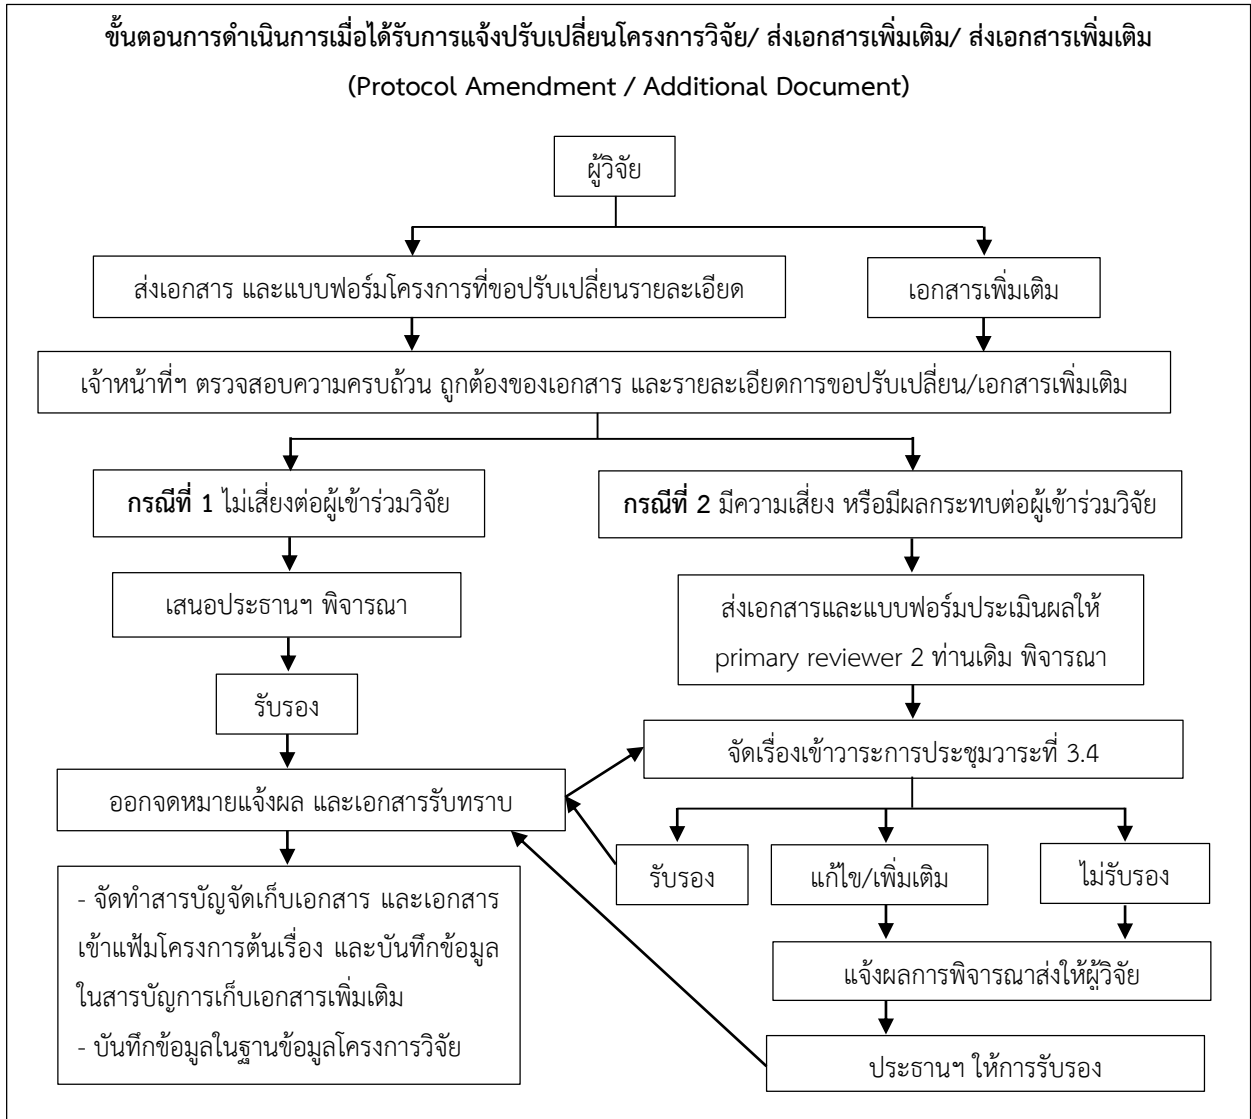 ขั้นตอนการดำเนินการเมื่อได้รับการแจ้งปรับเปลี่ยนโครงการวิจัย/ ส่งเอกสารเพิ่มเติม/ ส่งเอกสารเพิ่มเติม
(Protocol Amendment / Additional Document)
ผู้วิจัย
ส่งเอกสาร และแบบฟอร์มโครงการที่ขอปรับเปลี่ยนรายละเอียด
เอกสารเพิ่มเติม
เจ้าหน้าที่ฯ ตรวจสอบความครบถ้วน ถูกต้องของเอกสาร และรายละเอียดการขอปรับเปลี่ยน/เอกสารเพิ่มเติม
กรณีที่ 1 ไม่เสี่ยงต่อผู้เข้าร่วมวิจัย
กรณีที่ 2 มีความเสี่ยง หรือมีผลกระทบต่อผู้เข้าร่วมวิจัย
เสนอประธานฯ พิจารณา
ส่งเอกสารและแบบฟอร์มประเมินผลให้
primary reviewer 2 ท่านเดิม พิจารณา
รับรอง
จัดเรื่องเข้าวาระการประชุมวาระที่ 3.4
ออกจดหมายแจ้งผล และเอกสารรับทราบ
รับรอง
แก้ไข/เพิ่มเติม
ไม่รับรอง
- จัดทำสารบัญจัดเก็บเอกสาร และเอกสาร
เข้าแฟ้มโครงการต้นเรื่อง และบันทึกข้อมูล
ในสารบัญการเก็บเอกสารเพิ่มเติม
- บันทึกข้อมูลในฐานข้อมูลโครงการวิจัย
แจ้งผลการพิจารณาส่งให้ผู้วิจัย
ประธานฯ ให้การรับรอง